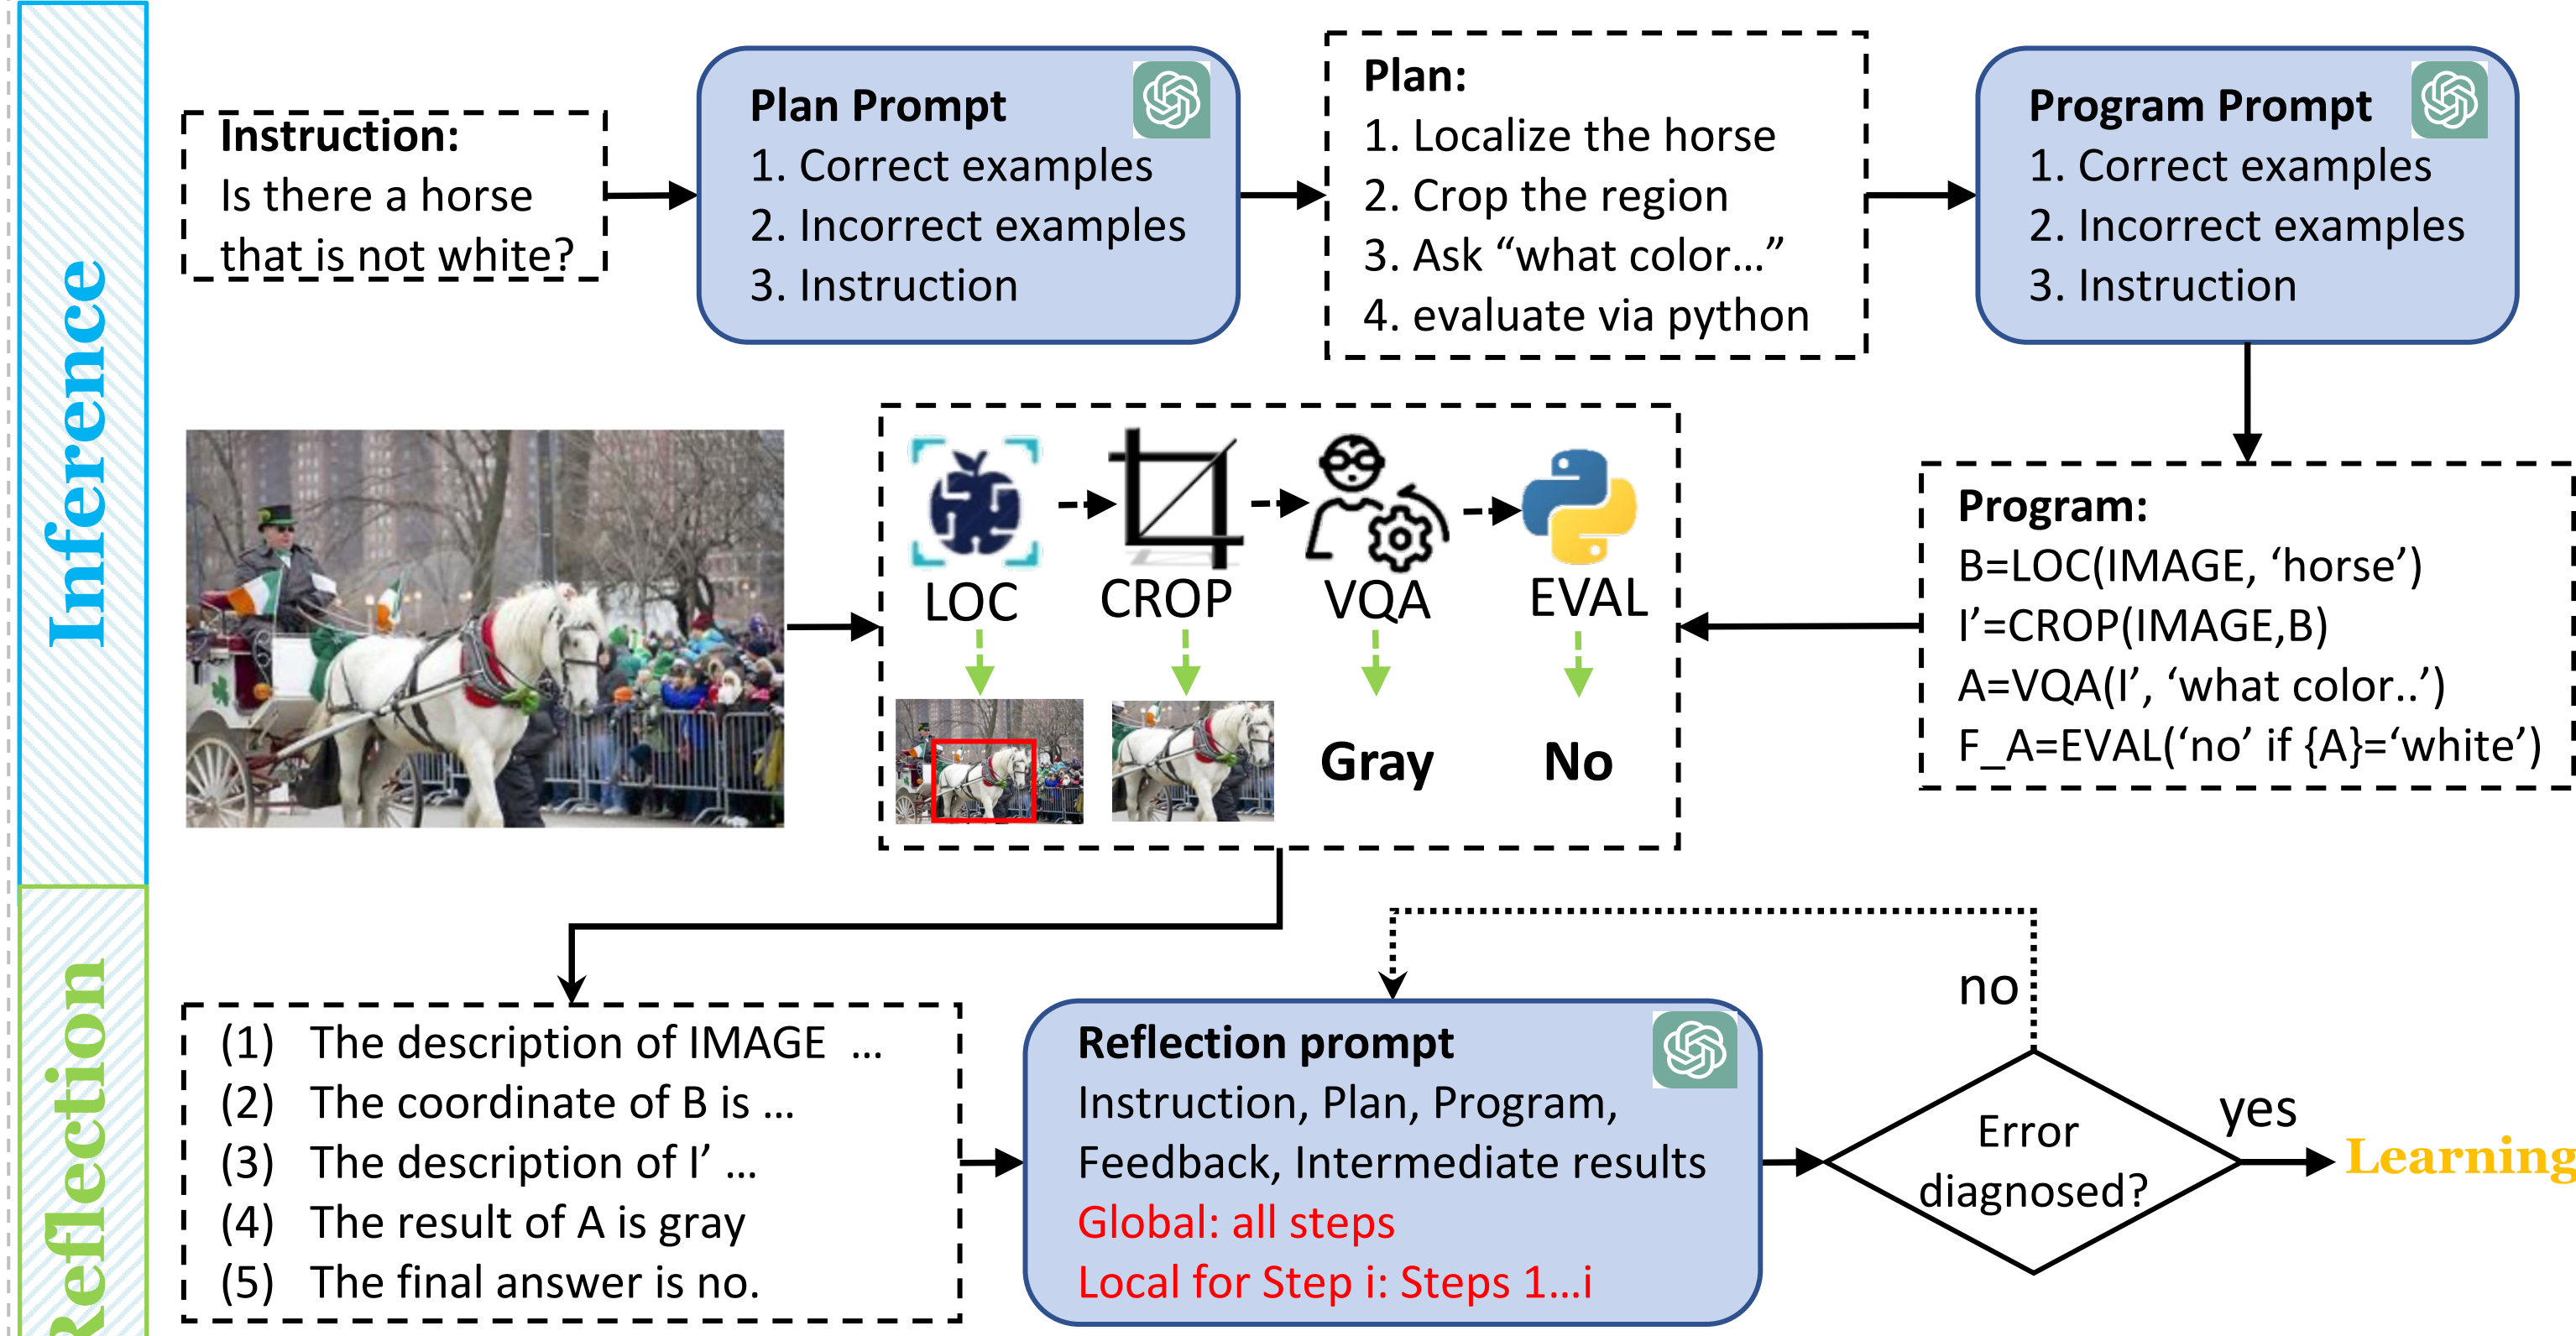 Inference
Instruction:
Is there a horse
that is not white?
Plan Prompt
1. Correct examples
2. Incorrect examples
3. Instruction
Plan:
1. Localize the horse
2. Crop the region
3. Ask “what color…”
4. evaluate via python
Program Prompt
1. Correct examples
2. Incorrect examples
3. Instruction
LOC
CROP
VQA
EVAL
Gray
No
Program:
B=LOC(IMAGE, ‘horse’)
I’=CROP(IMAGE,B)
A=VQA(I’, ‘what color..’)
F_A=EVAL(‘no’ if {A}=‘white’)
Reflection
(1) The description of IMAGE …
(2) The coordinate of B is …
(3) The description of I’ …
(4) The result of A is gray
(5) The final answer is no.
Reflection prompt
Instruction, Plan, Program,
Feedback, Intermediate results
Global: all steps
Local for Step i: Steps 1…i
no
Error
diagnosed?
yes
Learning